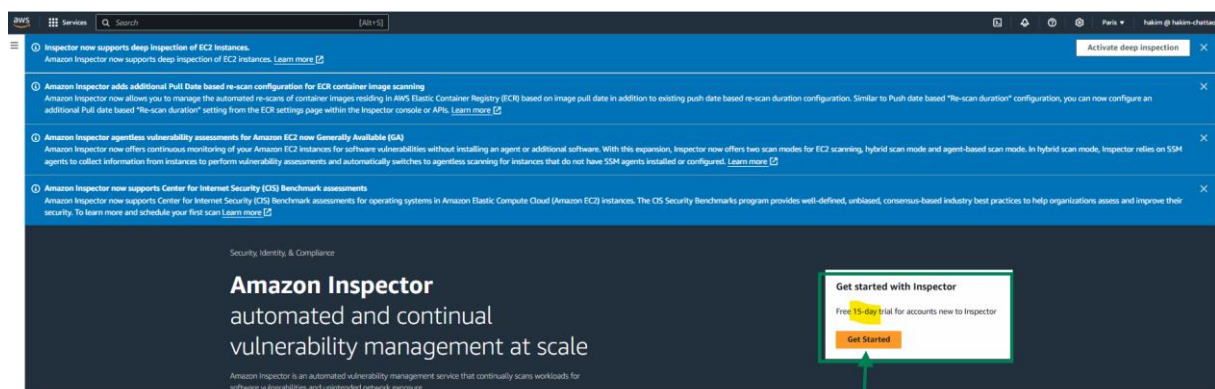 aws Services Search [Alt+S] Paris hakim @ hakim-chattao
Inspector now supports deep inspection of EC2 Instances.
Amazon Inspector now supports deep inspection of EC2 instances. Learn more
Activate deep inspection
Amazon Inspector adds additional Pull Date based re-scan configuration for ECR container image scanning
Amazon Inspector now allows you to manage the automated re-scans of container images residing in AWS Elastic Container Registry (ECR) based on image pull date in addition to existing push date based re-scan duration configuration. Similar to Push date based "Re-scan duration" configuration, you can now configure an
additional Pull date based "Re-scan duration" setting from the ECR settings page within the Inspector console or APIs. Learn more
Amazon Inspector agentless vulnerability assessments for Amazon EC2 now Generally Available (GA)
Amazon Inspector now offers continuous monitoring of your Amazon EC2 instances for software vulnerabilities without installing an agent or additional software. With this expansion, Inspector now offers two scan modes for EC2 scanning, hybrid scan mode and agent-based scan mode. In hybrid scan mode, Inspector relies on SSM
agents to collect information from instances to perform vulnerability assessments and automatically switches to agentless scanning for instances that do not have SSM agents installed or configured. Learn more
Amazon Inspector now supports Center for Internet Security (CIS) Benchmark assessments
Amazon Inspector now supports Center for Internet Security (CIS) Benchmark assessments for operating systems in Amazon Elastic Compute Cloud (Amazon EC2) instances. The CIS Security Benchmarks program provides well-defined, unbiased, consensus-based industry best practices to help organizations assess and improve their
security. To learn more and schedule your first scan Learn more
Security, Identity, & Compliance
Amazon Inspector
automated and continual
vulnerability management at scale
Amazon Inspector is an automated vulnerability management service that continually scans workloads for
software vulnerabilities and unintended network exposure.
Get started with Inspector
Free 15-day trial for accounts new to Inspector
Get Started